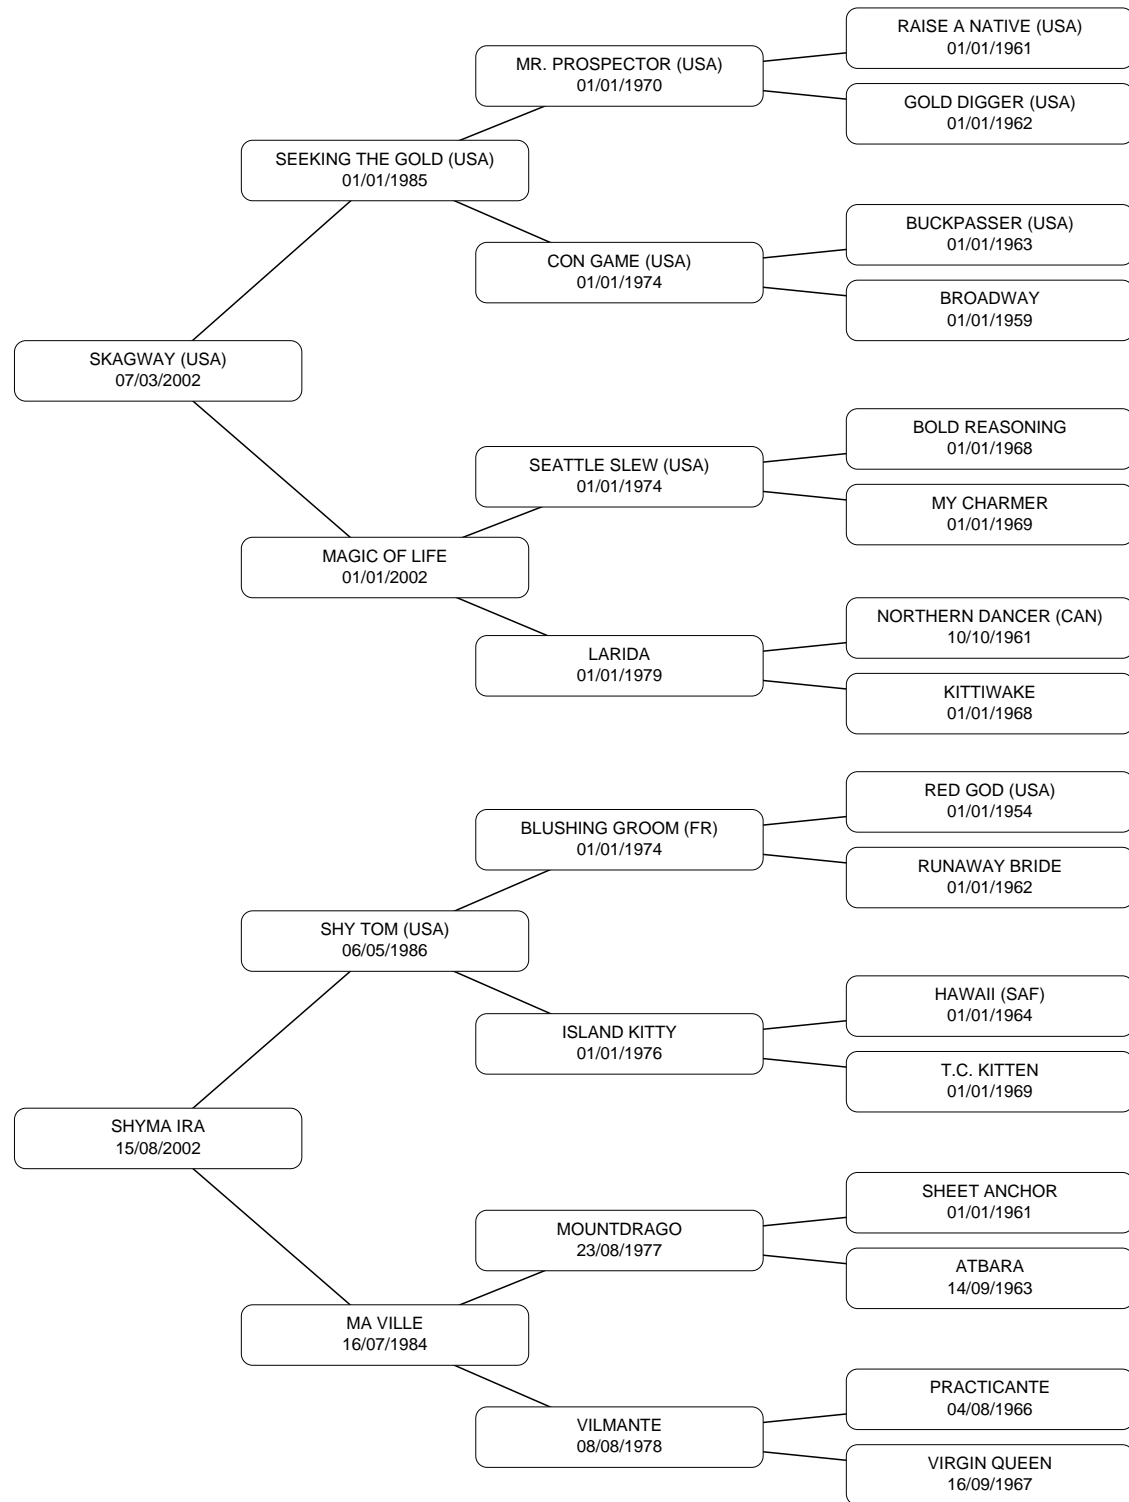 RAISE A NATIVE (USA)
01/01/1961
MR. PROSPECTOR (USA)
01/01/1970
GOLD DIGGER (USA)
01/01/1962
SEEKING THE GOLD (USA)
01/01/1985
BUCKPASSER (USA)
01/01/1963
CON GAME (USA)
01/01/1974
BROADWAY
01/01/1959
SKAGWAY (USA)
07/03/2002
BOLD REASONING
01/01/1968
SEATTLE SLEW (USA)
01/01/1974
MY CHARMER
01/01/1969
MAGIC OF LIFE
01/01/2002
NORTHERN DANCER (CAN)
10/10/1961
LARIDA
01/01/1979
KITTIWAKE
01/01/1968
RED GOD (USA)
01/01/1954
BLUSHING GROOM (FR)
01/01/1974
RUNAWAY BRIDE
01/01/1962
SHY TOM (USA)
06/05/1986
HAWAII (SAF)
01/01/1964
ISLAND KITTY
01/01/1976
T.C. KITTEN
01/01/1969
SHYMA IRA
15/08/2002
SHEET ANCHOR
01/01/1961
MOUNTDRAGO
23/08/1977
ATBARA
14/09/1963
MA VILLE
16/07/1984
PRACTICANTE
04/08/1966
VILMANTE
08/08/1978
VIRGIN QUEEN
16/09/1967